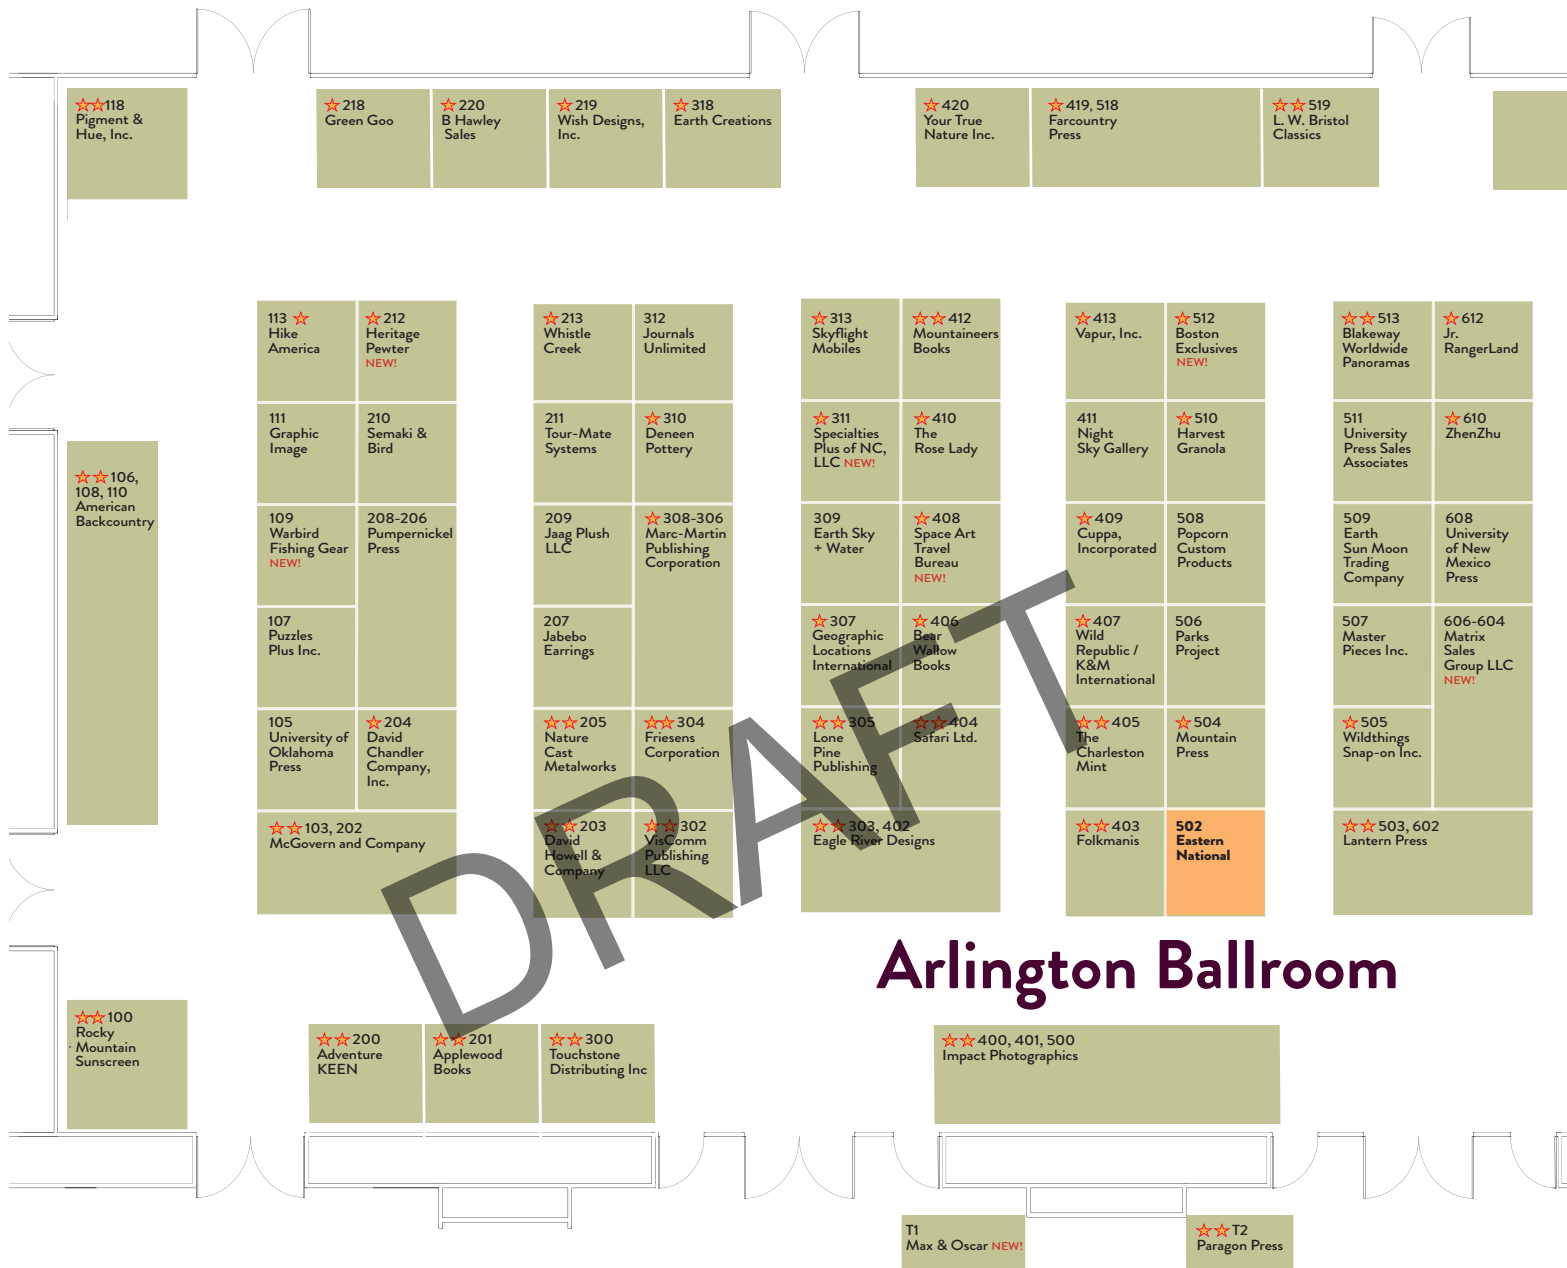 118
Pigment &
Hue, Inc.
218
Green Goo
220
B Hawley
Sales
219
Wish Designs,
Inc.
318
Earth Creations
420
Your True
Nature Inc.
419, 518
Farcountry
Press
519
L. W. Bristol
Classics
113
Hike
America
212
Heritage
Pewter
NEW!
213
Whistle
Creek
312
Journals
Unlimited
313
Skyflight
Mobiles
412
Mountaineers
Books
413
Vapur, Inc.
512
Boston
Exclusives
NEW!
513
Blakeway
Worldwide
Panoramas
612
Jr.
RangerLand
111
Graphic
Image
210
Semaki &
Bird
211
Tour-Mate
Systems
310
Deneen
Pottery
311
Specialties
Plus of NC,
LLC NEW!
410
The
Rose Lady
411
Night
Sky Gallery
510
Harvest
Granola
511
University
Press Sales
Associates
610
ZhenZhu
106,
108, 110
American
Backcountry
109
Warbird
Fishing Gear
NEW!
208-206
Pumpernickel
Press
209
Jaag Plush
LLC
308-306
Marc-Martin
Publishing
Corporation
309
Earth Sky
+ Water
408
Space Art
Travel
Bureau
NEW!
409
Cuppa,
Incorporated
508
Popcorn
Custom
Products
509
Earth
Sun Moon
Trading
Company
608
University
of New
Mexico
Press
107
Puzzles
Plus Inc.
207
Jabebo
Earrings
307
Geographic
Locations
International
406
Bear
Wallow
Books
407
Wild
Republic /
K&M
International
506
Parks
Project
507
Master
Pieces Inc.
606-604
Matrix
Sales
Group LLC
NEW!
105
University of
Oklahoma
Press
204
David
Chandler
Company,
Inc.
205
Nature
Cast
Metalworks
304
Friesens
Corporation
305
Lone
Pine
Publishing
404
Safari Ltd.
405
The
Charleston
Mint
504
Mountain
Press
505
Wildthings
Snap-on Inc.
103, 202
McGovern and Company
203
David
Howell &
Company
302
VisComm
Publishing
LLC
303, 402
Eagle River Designs
403
Folkmanis
502
Eastern
National
503, 602
Lantern Press
DRAFT
Arlington Ballroom
100
Rocky
Mountain
Sunscreen
200
Adventure
KEEN
201
Applewood
Books
300
Touchstone
Distributing Inc
400, 401, 500
Impact Photographics
T1
Max & Oscar NEW!
T2
Paragon Press